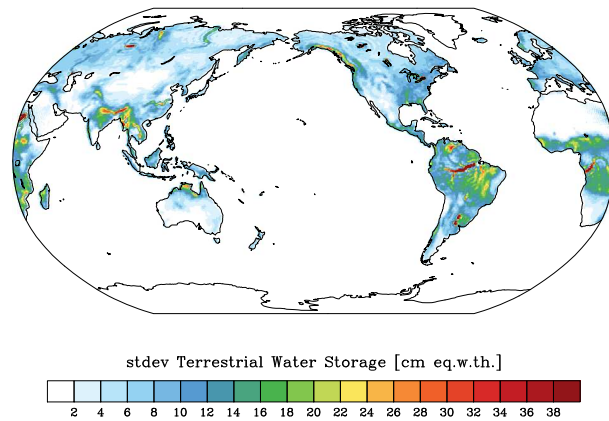 stdev Terrestrial Water Storage [cm eq.w.th.]
2 4 6 8 10 12 14 16 18 20 22 24 26 28 30 32 34 36 38